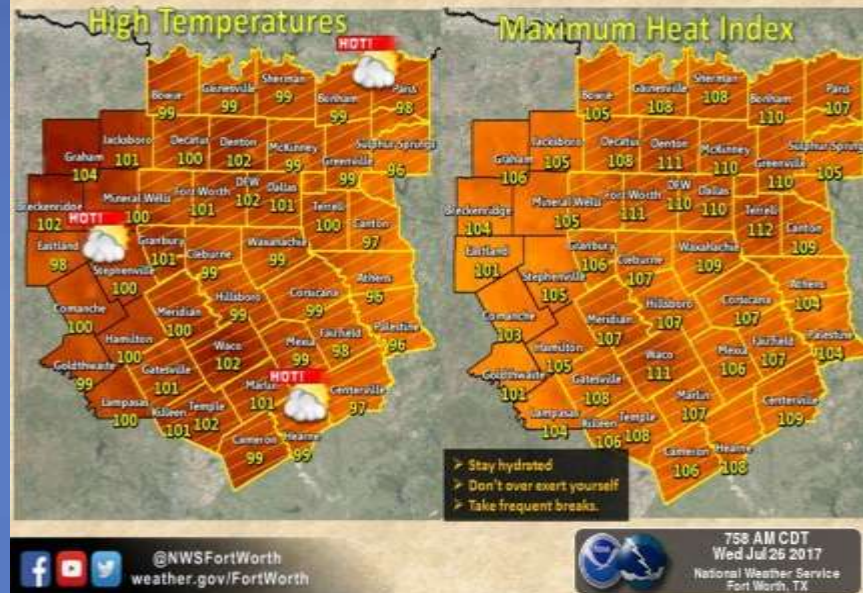 High Temperatures
HOT!
Bowie
99
Gainesville
99
Sherman
99
Bonham
99
Paris
98
Jacksboro
101
Decatur
100
Denton
102
McKinney
99
Greenville
99
Sulphur Springs
96
Graham
104
Breckenridge
102
Mineral Wells
100
Fort Worth
101
DFW
102
Dallas
101
Terrell
100
Canton
97
HOT!
Eastland
98
Stephenville
100
Granbury
101
Cleburne
99
Waxahachie
99
Athens
96
Comanche
100
Hillsboro
99
Corsicana
99
Meridian
100
Palestine
96
Hamilton
100
Waco
102
Mexia
99
Fairfield
98
Goldthwaite
99
Gatesville
101
HOT!
Marlin
101
Centerville
97
Lampasas
100
Killeen
101
Temple
102
Cameron
99
Hearne
99
Maximum Heat Index
Bowie
105
Gainesville
108
Sherman
108
Bonham
110
Paris
107
Jacksboro
105
Decatur
108
Denton
111
McKinney
110
Greenville
110
Sulphur Springs
105
Graham
106
Breckenridge
104
Mineral Wells
105
Fort Worth
111
DFW
110
Dallas
110
Terrell
112
Canton
109
Eastland
101
Stephenville
105
Granbury
106
Cleburne
107
Waxahachie
109
Athens
104
Comanche
103
Hillsboro
107
Corsicana
107
Meridian
107
Palestine
104
Hamilton
105
Waco
111
Mexia
106
Fairfield
107
Goldthwaite
101
Gatesville
108
Marlin
107
Centerville
109
Lampasas
104
Killeen
106
Temple
108
Cameron
106
Hearne
108
➢ Stay hydrated
➢ Don't over exert yourself
➢ Take frequent breaks.
@NWSFortWorth
weather.gov/FortWorth
noaa
758 AM CDT
Wed Jul 26 2017
National Weather Service
Fort Worth, TX